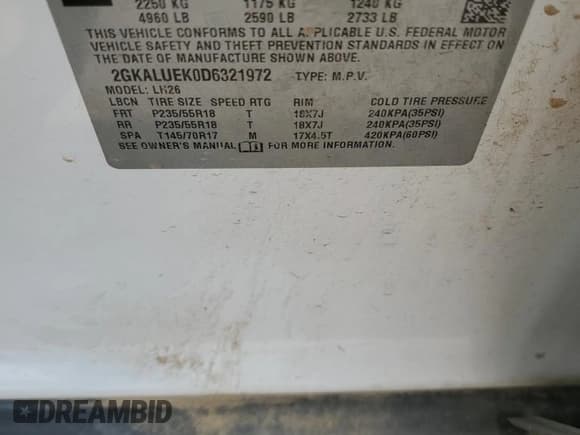 2250 KG 1175 KG 1240 KG
4960 LB 2590 LB 2733 LB
THIS VEHICLE CONFORMS TO ALL APPLICABLE U.S. FEDERAL MOTOR
VEHICLE SAFETY AND THEFT PREVENTION STANDARDS IN EFFECT ON
THE DATE OF MANUFACTURE SHOWN ABOVE.
2GKALUEK0D6321972 TYPE: M.P.V.
MODEL: LH26
LBCN TIRE SIZE SPEED RTG RIM COLD TIRE PRESSURE
FRT P235/55R18 T 18X7J 240KPA(35PSI)
RR P235/55R18 T 18X7J 240KPA(35PSI)
SPA T145/70R17 M 17X4.5T 420KPA(60PSI)
SEE OWNER'S MANUAL FOR MORE INFORMATION.
DREAMBID